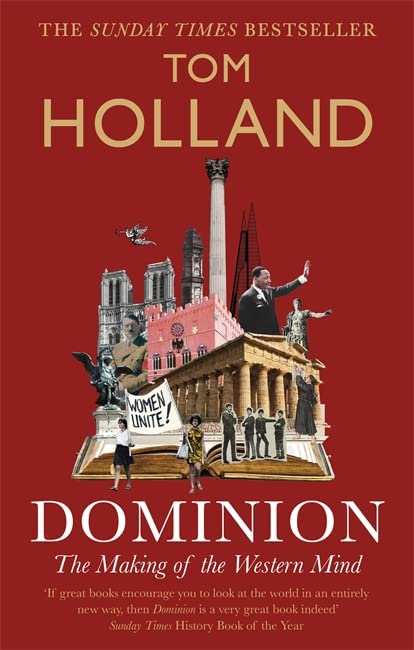 THE SUNDAY TIMES BESTSELLER
TOM
HOLLAND
WOMEN
UNITE!
DOMINION
The Making of the Western Mind
‘If great books encourage you to look at the world in an entirely
new way, then Dominion is a very great book indeed’
Sunday Times History Book of the Year